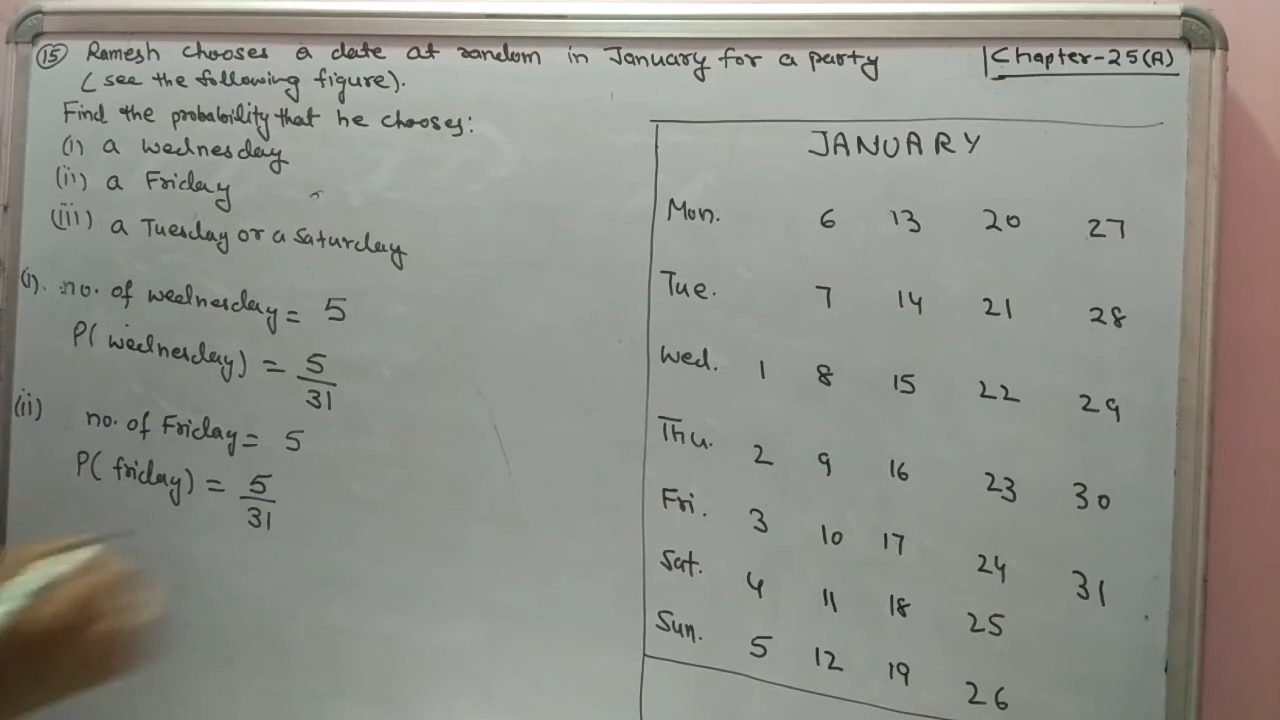 (15) Ramesh chooses a date at random in January for a party
(see the following figure).
Find the probability that he chooses:
(i) a Wednesday
(ii) a Friday
(iii) a Tuesday or a Saturday
(i). no. of wednesday = 5
P(wednesday) = 5/31
(ii) no. of Friday = 5
P(friday) = 5/31
Chapter-25(A)
JANUARY
Mon. 6 13 20 27
Tue. 7 14 21 28
Wed. 1 8 15 22 29
Thu. 2 9 16 23 30
Fri. 3 10 17 24 31
Sat. 4 11 18 25
Sun. 5 12 19 26